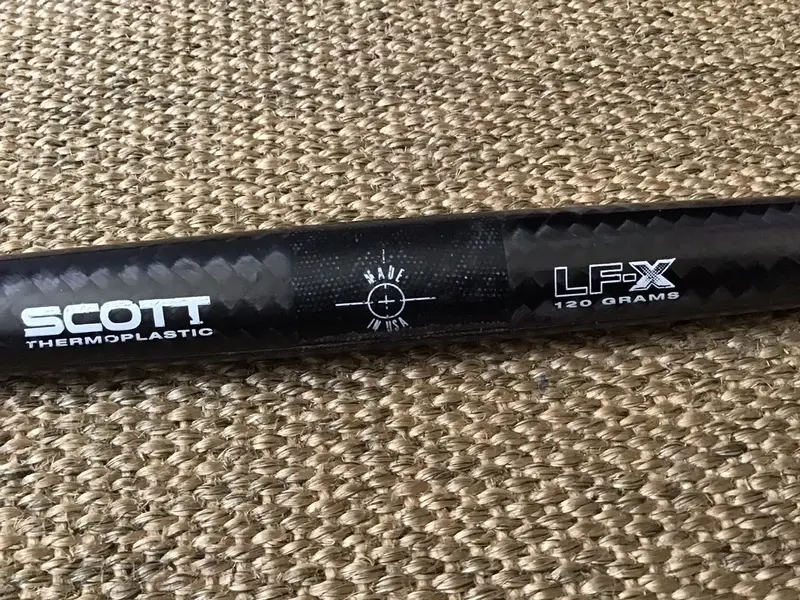 SCOTT
THERMOPLASTIC
MADE
IN USA
LF-X
120 GRAMS